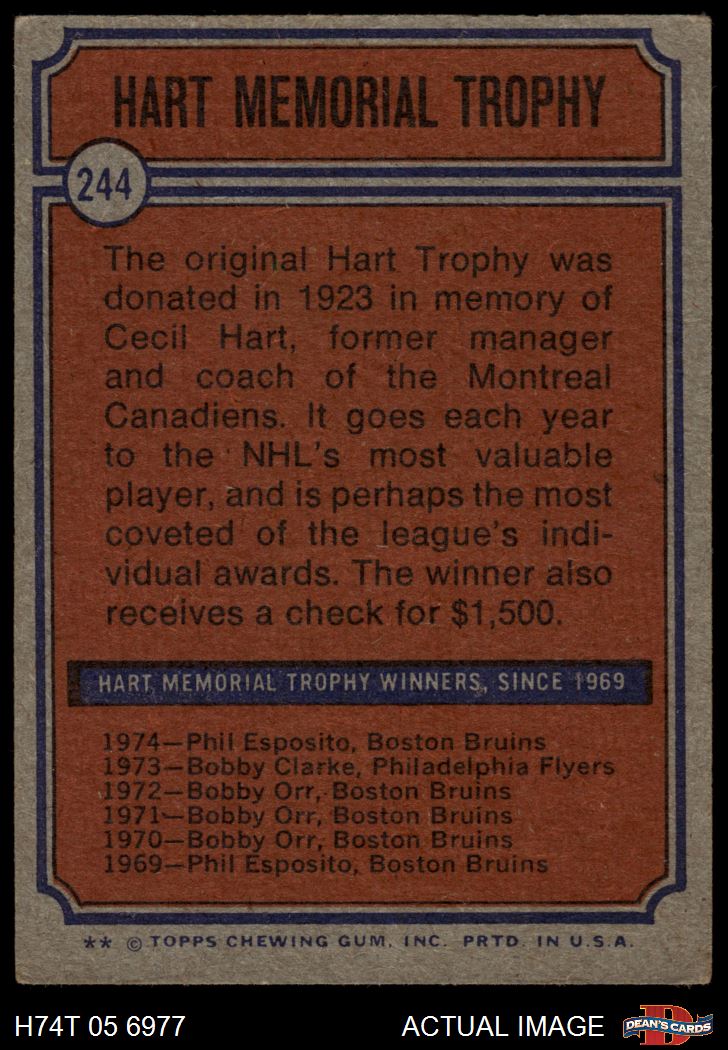 HART MEMORIAL TROPHY
244
The original Hart Trophy was
donated in 1923 in memory of
Cecil Hart, former manager
and coach of the Montreal
Canadiens. It goes each year
to the NHL's most valuable
player, and is perhaps the most
coveted of the league's indi-
vidual awards. The winner also
receives a check for $1,500.
HART MEMORIAL TROPHY WINNERS, SINCE 1969
1974—Phil Esposito, Boston Bruins
1973—Bobby Clarke, Philadelphia Flyers
1972—Bobby Orr, Boston Bruins
1971—Bobby Orr, Boston Bruins
1970—Bobby Orr, Boston Bruins
1969—Phil Esposito, Boston Bruins
** © TOPPS CHEWING GUM, INC. PRTD. IN U.S.A.
H74T 05 6977 ACTUAL IMAGE D DEAN'S CARDS